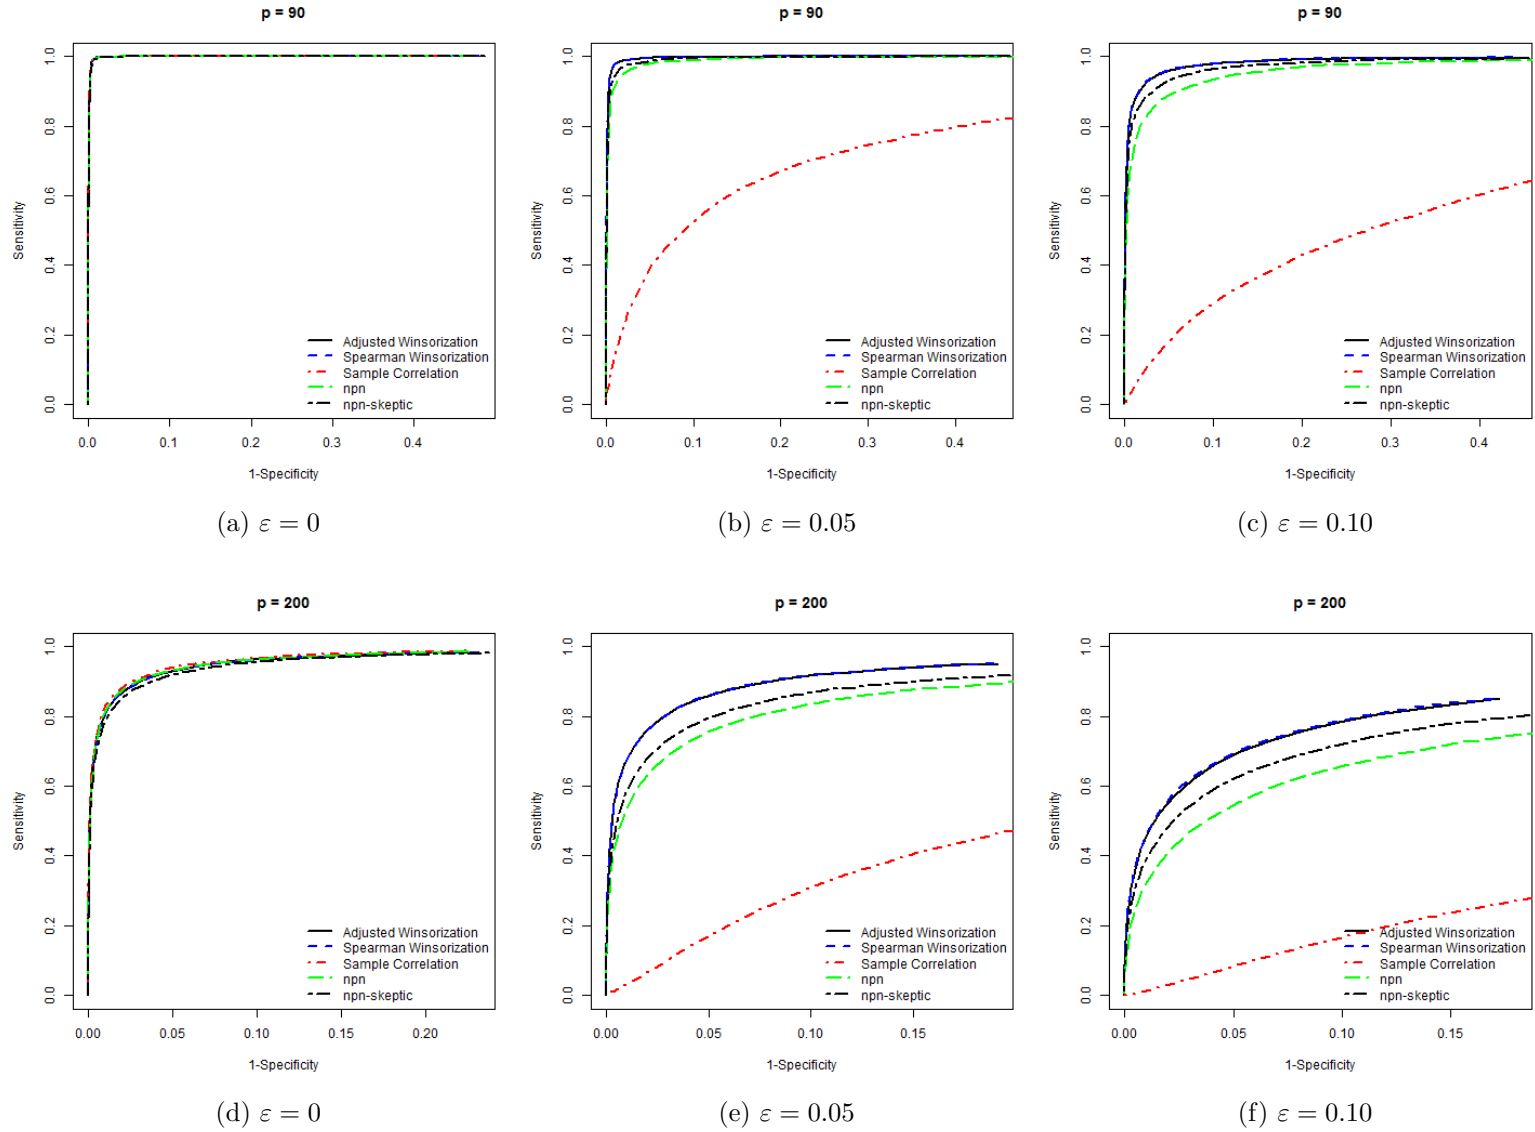 p = 90
Sensitivity
0.0 0.2 0.4 0.6 0.8 1.0
Adjusted Winsorization
Spearman Winsorization
Sample Correlation
npn
npn-skeptic
0.0 0.1 0.2 0.3 0.4
1-Specificity
(a) ε = 0
p = 90
Sensitivity
0.0 0.2 0.4 0.6 0.8 1.0
Adjusted Winsorization
Spearman Winsorization
Sample Correlation
npn
npn-skeptic
0.0 0.1 0.2 0.3 0.4
1-Specificity
(b) ε = 0.05
p = 90
Sensitivity
0.0 0.2 0.4 0.6 0.8 1.0
Adjusted Winsorization
Spearman Winsorization
Sample Correlation
npn
npn-skeptic
0.0 0.1 0.2 0.3 0.4
1-Specificity
(c) ε = 0.10
p = 200
Sensitivity
0.0 0.2 0.4 0.6 0.8 1.0
Adjusted Winsorization
Spearman Winsorization
Sample Correlation
npn
npn-skeptic
0.00 0.05 0.10 0.15 0.20
1-Specificity
(d) ε = 0
p = 200
Sensitivity
0.0 0.2 0.4 0.6 0.8 1.0
Adjusted Winsorization
Spearman Winsorization
Sample Correlation
npn
npn-skeptic
0.00 0.05 0.10 0.15
1-Specificity
(e) ε = 0.05
p = 200
Sensitivity
0.0 0.2 0.4 0.6 0.8 1.0
Adjusted Winsorization
Spearman Winsorization
Sample Correlation
npn
npn-skeptic
0.00 0.05 0.10 0.15
1-Specificity
(f) ε = 0.10